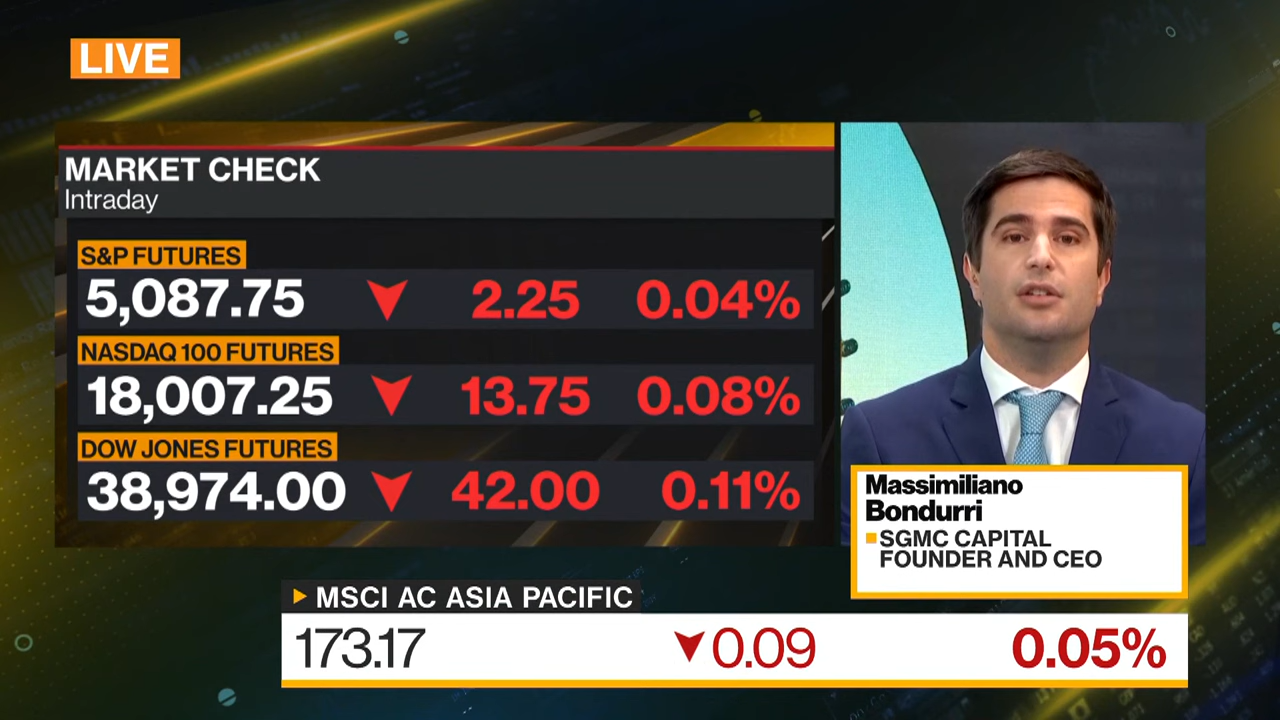 LIVE
MARKET CHECK
Intraday
S&P FUTURES
5,087.75 ▼ 2.25 0.04%
NASDAQ 100 FUTURES
18,007.25 ▼ 13.75 0.08%
DOW JONES FUTURES
38,974.00 ▼ 42.00 0.11%
Massimiliano
Bondurri
SGMC CAPITAL
FOUNDER AND CEO
MSCI AC ASIA PACIFIC
173.17 ▼0.09 0.05%